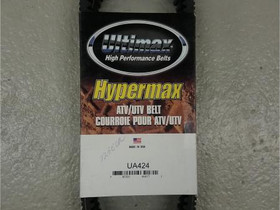 Ultimax
High Performance Belts
Hypermax
ATV/UTV BELT
COURROIE POUR ATV/UTV
MADE IN USA
UA424